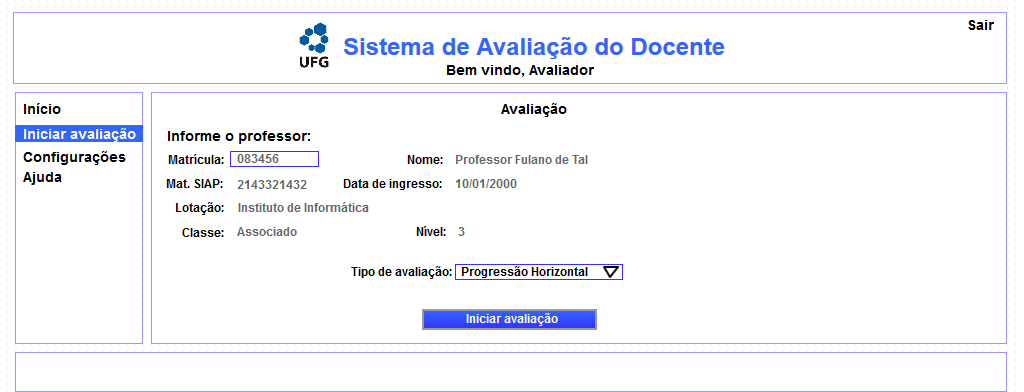 Sair
UFG
Sistema de Avaliação do Docente
Bem vindo, Avaliador
Início
Iniciar avaliação
Configurações
Ajuda
Avaliação
Informe o professor:
Matrícula: 083456 Nome: Professor Fulano de Tal
Mat. SIAP: 2143321432 Data de ingresso: 10/01/2000
Lotação: Instituto de Informática
Classe: Associado Nível: 3
Tipo de avaliação: Progressão Horizontal
Iniciar avaliação